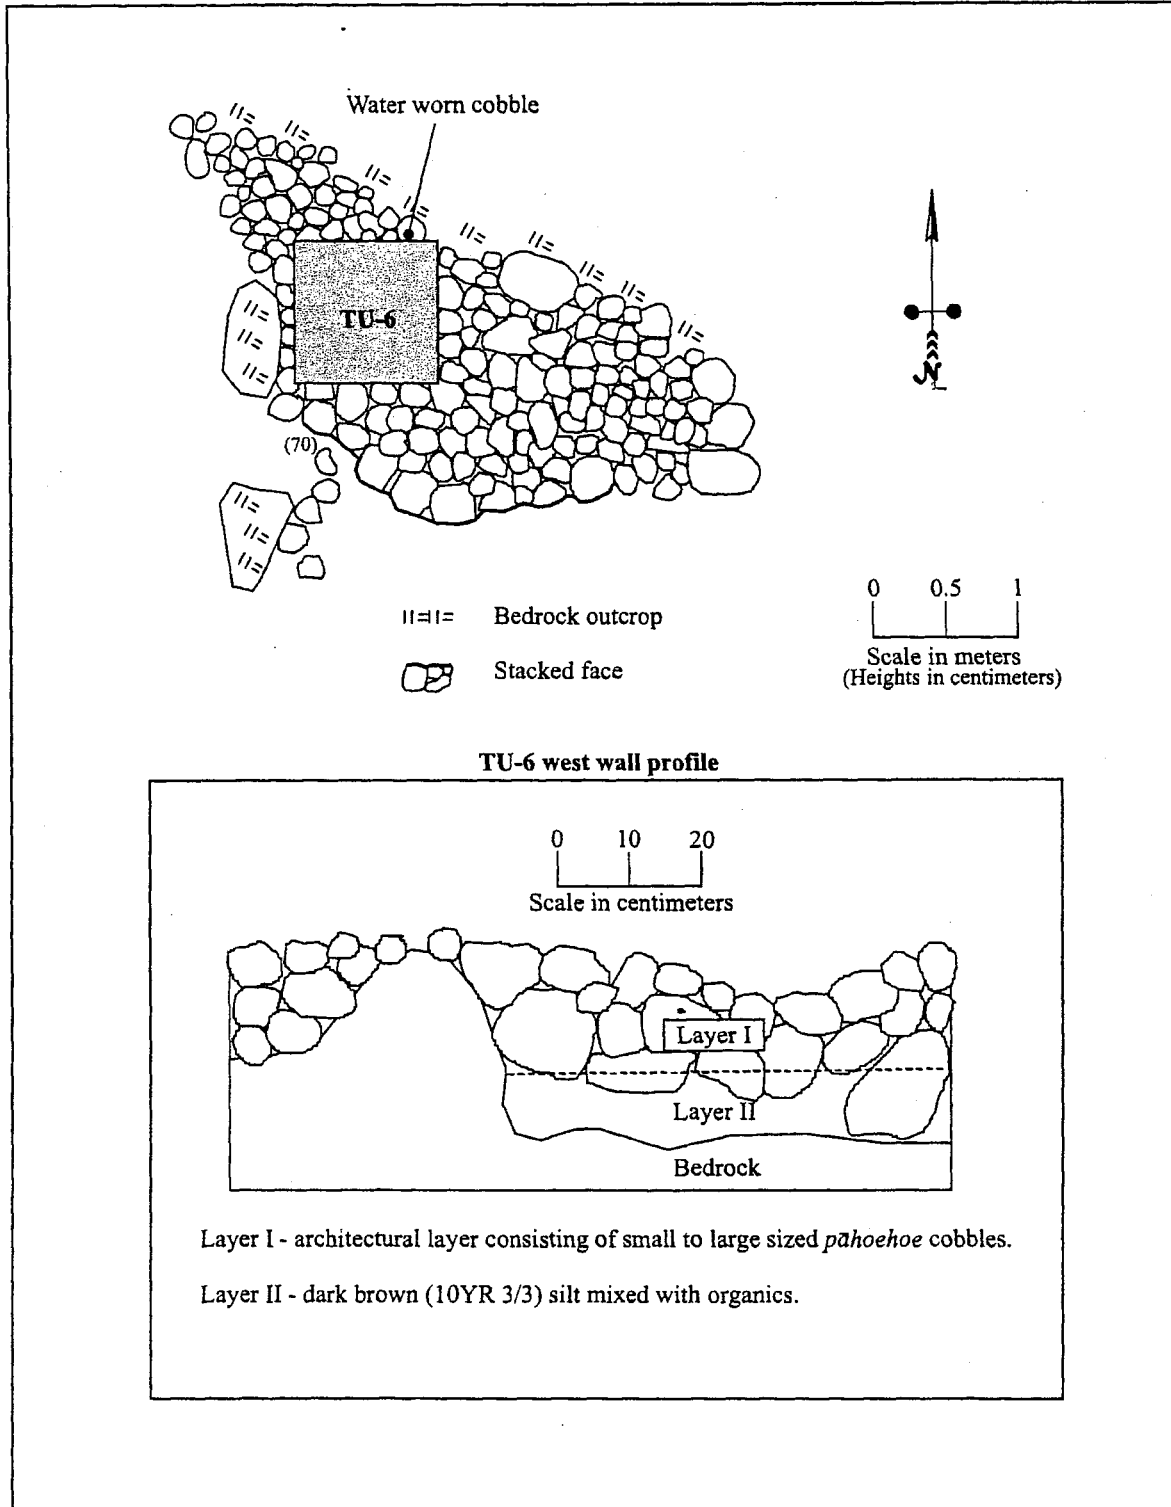 Water worn cobble
TU-6
(70)
N
Bedrock outcrop
Stacked face
0 0.5 1
Scale in meters
(Heights in centimeters)
TU-6 west wall profile
0 10 20
Scale in centimeters
Layer I
Layer II
Bedrock
Layer I - architectural layer consisting of small to large sized pāhoehoe cobbles.
Layer II - dark brown (10YR 3/3) silt mixed with organics.